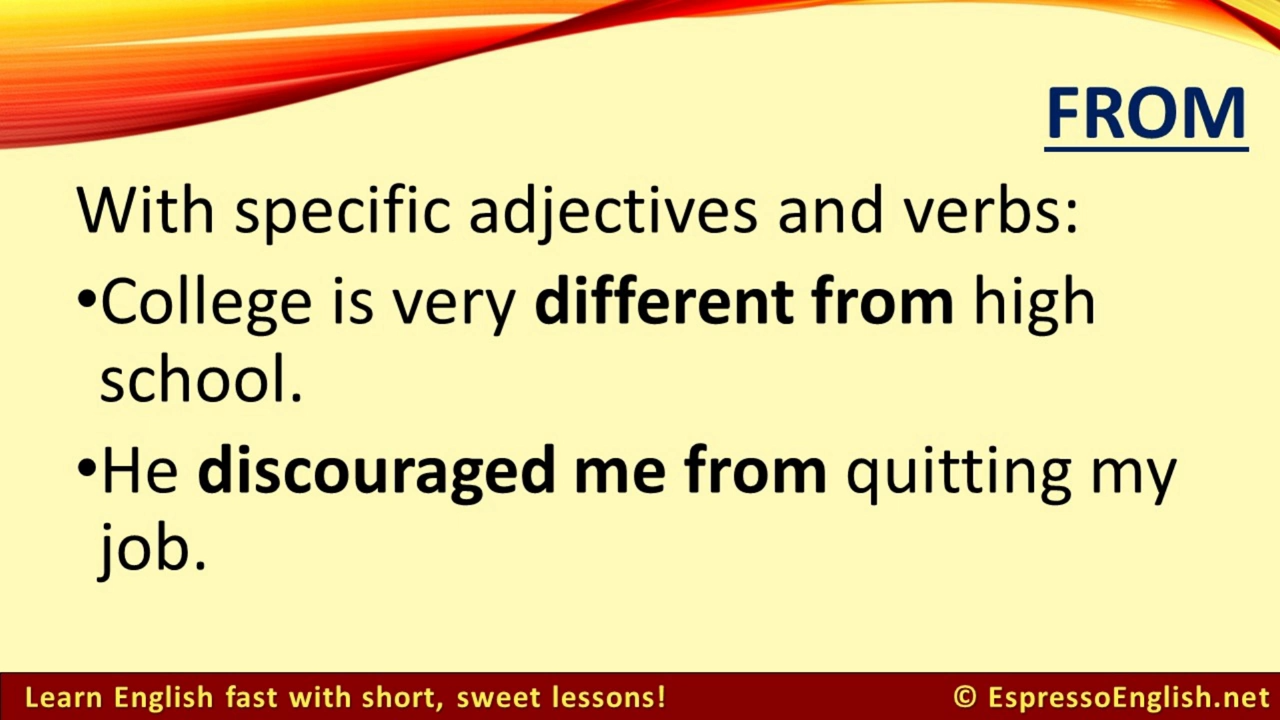 FROM
With specific adjectives and verbs:
•College is very different from high
school.
•He discouraged me from quitting my
job.
Learn English fast with short, sweet lessons!
© EspressoEnglish.net